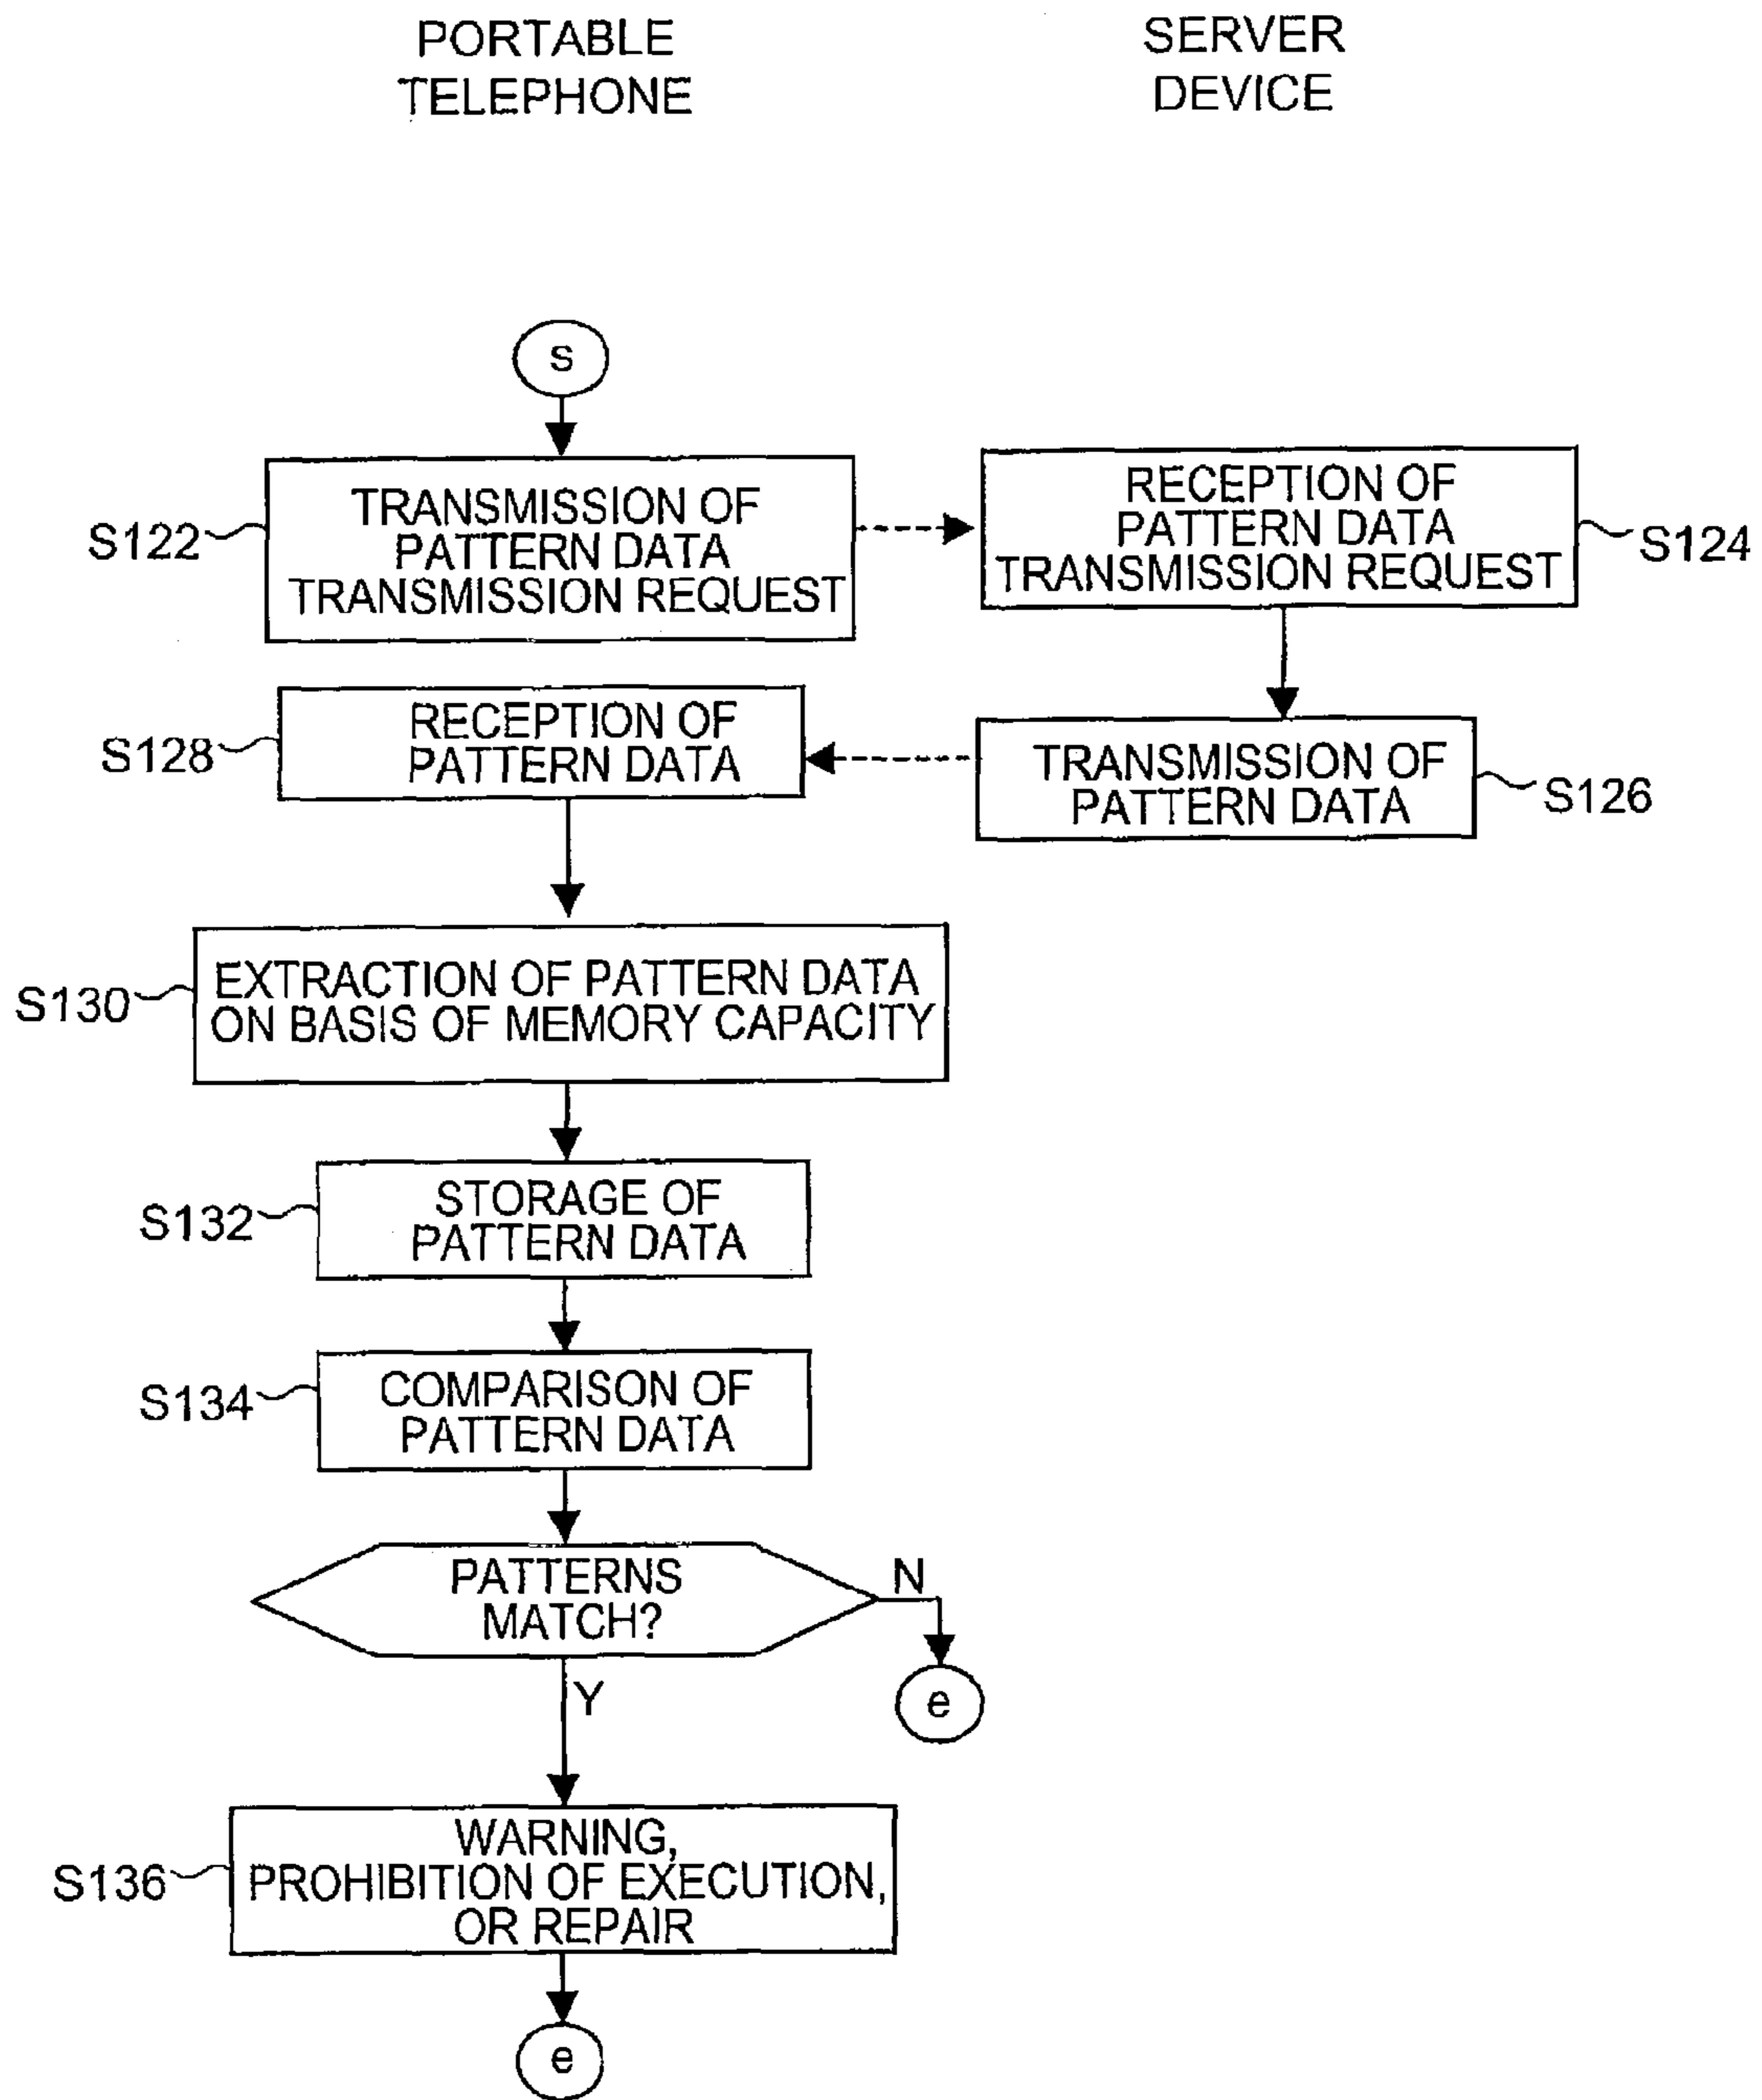 PORTABLE
TELEPHONE
SERVER
DEVICE
s
S122
TRANSMISSION OF
PATTERN DATA
TRANSMISSION REQUEST
RECEPTION OF
PATTERN DATA
TRANSMISSION REQUEST
S124
S128
RECEPTION OF
PATTERN DATA
TRANSMISSION OF
PATTERN DATA
S126
S130
EXTRACTION OF PATTERN DATA
ON BASIS OF MEMORY CAPACITY
S132
STORAGE OF
PATTERN DATA
S134
COMPARISON OF
PATTERN DATA
PATTERNS
MATCH?
N
e
Y
S136
WARNING,
PROHIBITION OF EXECUTION,
OR REPAIR
e